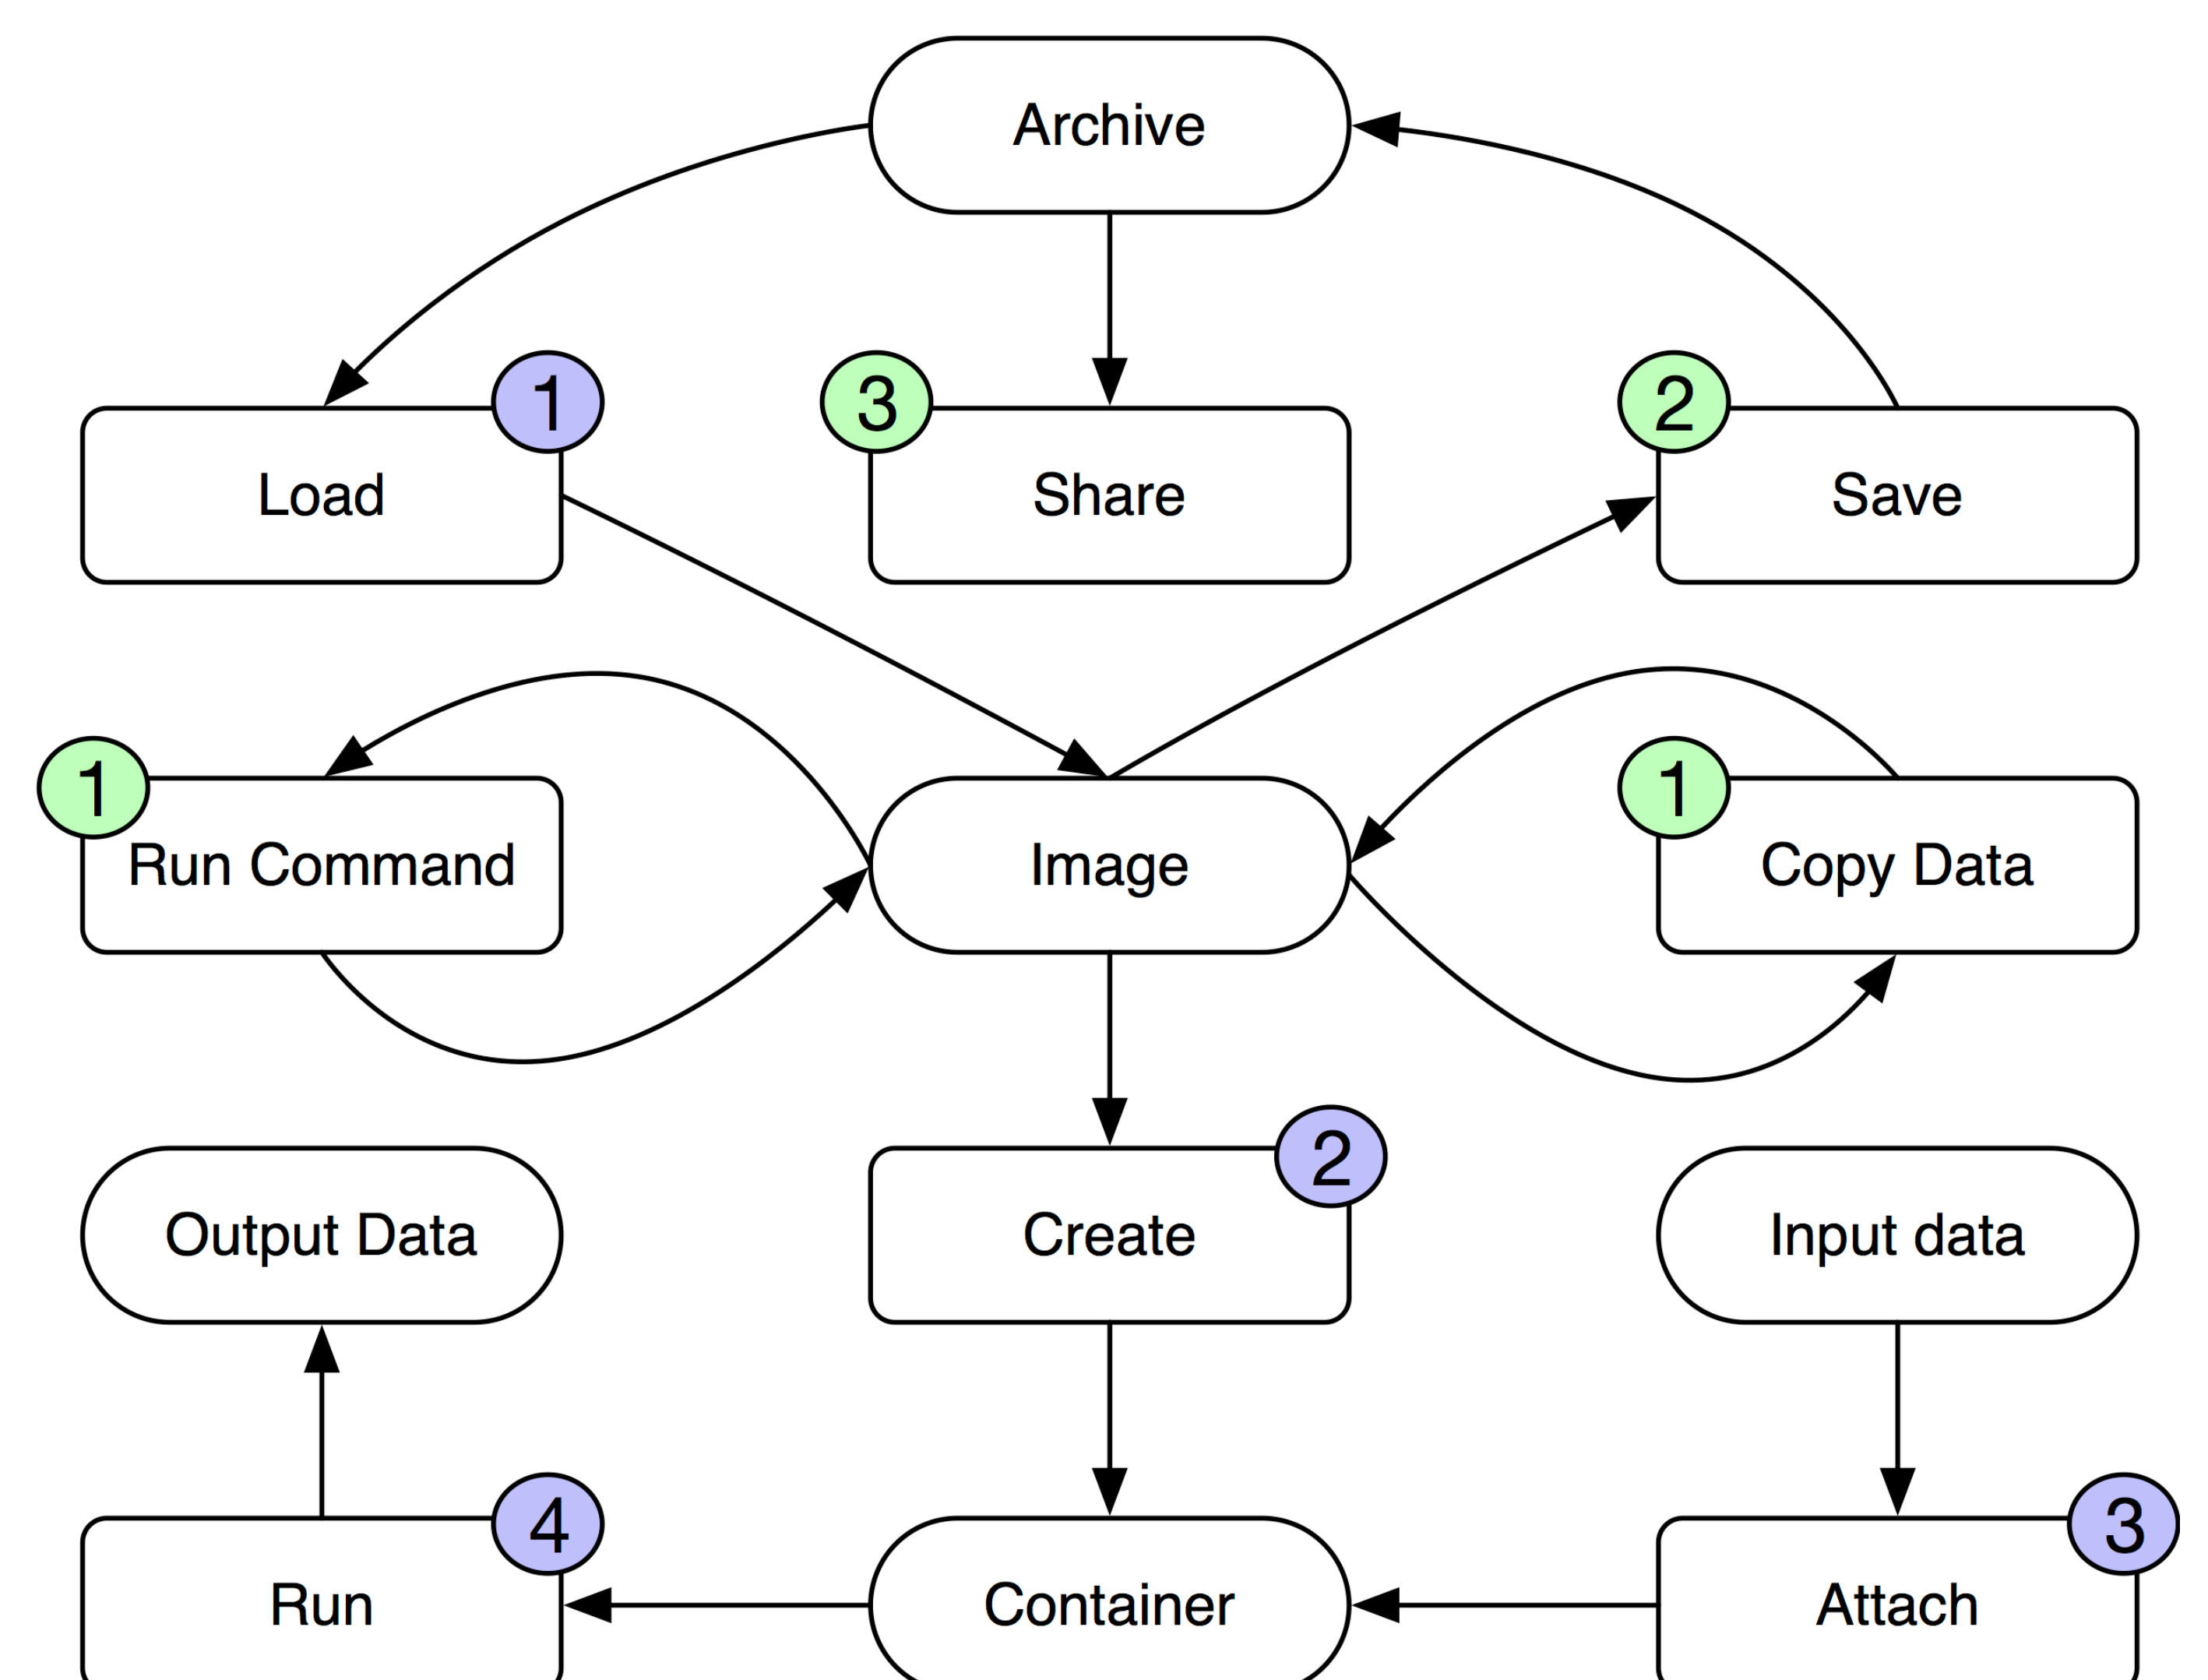 Archive
1
3
2
Load
Share
Save
1
1
Run Command
Image
Copy Data
2
Output Data
Create
Input data
4
3
Run
Container
Attach